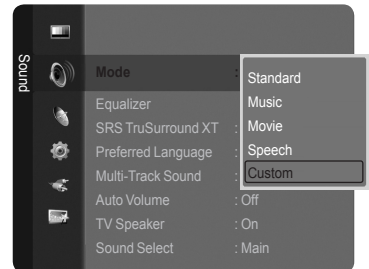 Sound
Mode :
Standard
Music
Movie
Speech
Custom
Equalizer
SRS TruSurround XT :
Preferred Language :
Multi-Track Sound :
Auto Volume : Off
TV Speaker : On
Sound Select : Main